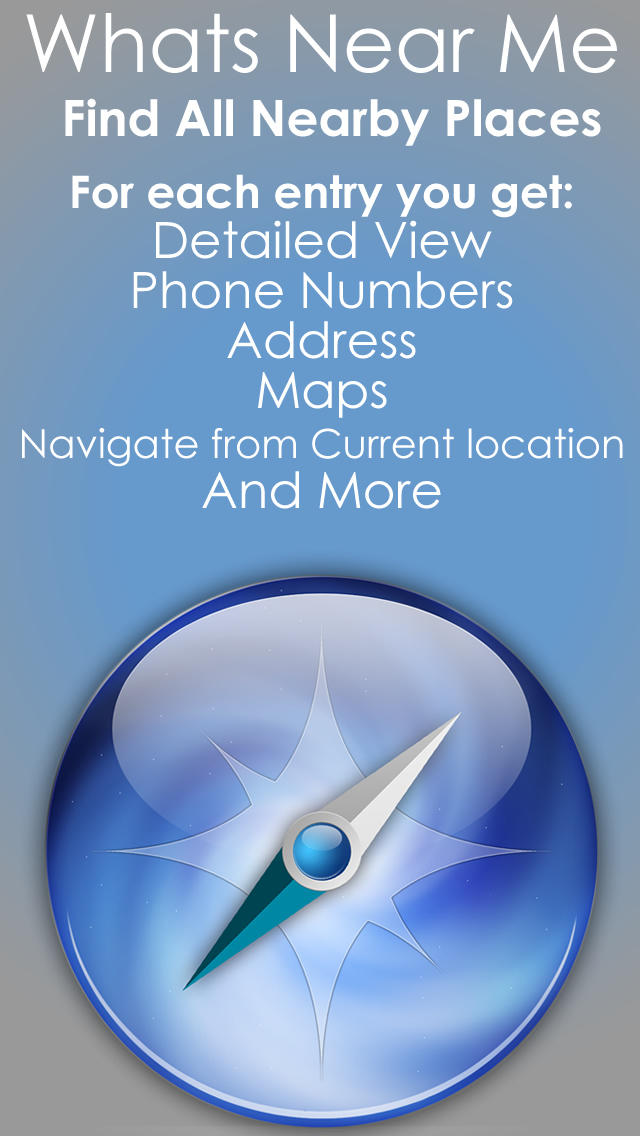 Whats Near Me
Find All Nearby Places
For each entry you get:
Detailed View
Phone Numbers
Address
Maps
Navigate from Current location
And More